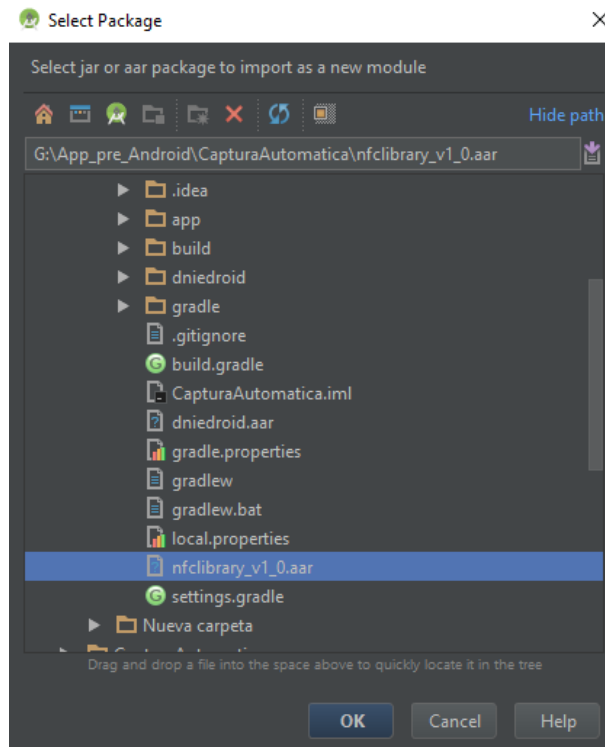 Select Package
Select jar or aar package to import as a new module
Hide path
G:\App_pre_Android\CapturaAutomatica\nfclibrary_v1_0.aar
.idea
app
build
dniedroid
gradle
.gitignore
build.gradle
CapturaAutomatica.iml
dniedroid.aar
gradle.properties
gradlew
gradlew.bat
local.properties
nfclibrary_v1_0.aar
settings.gradle
Nueva carpeta
Drag and drop a file into the space above to quickly locate it in the tree
OK
Cancel
Help